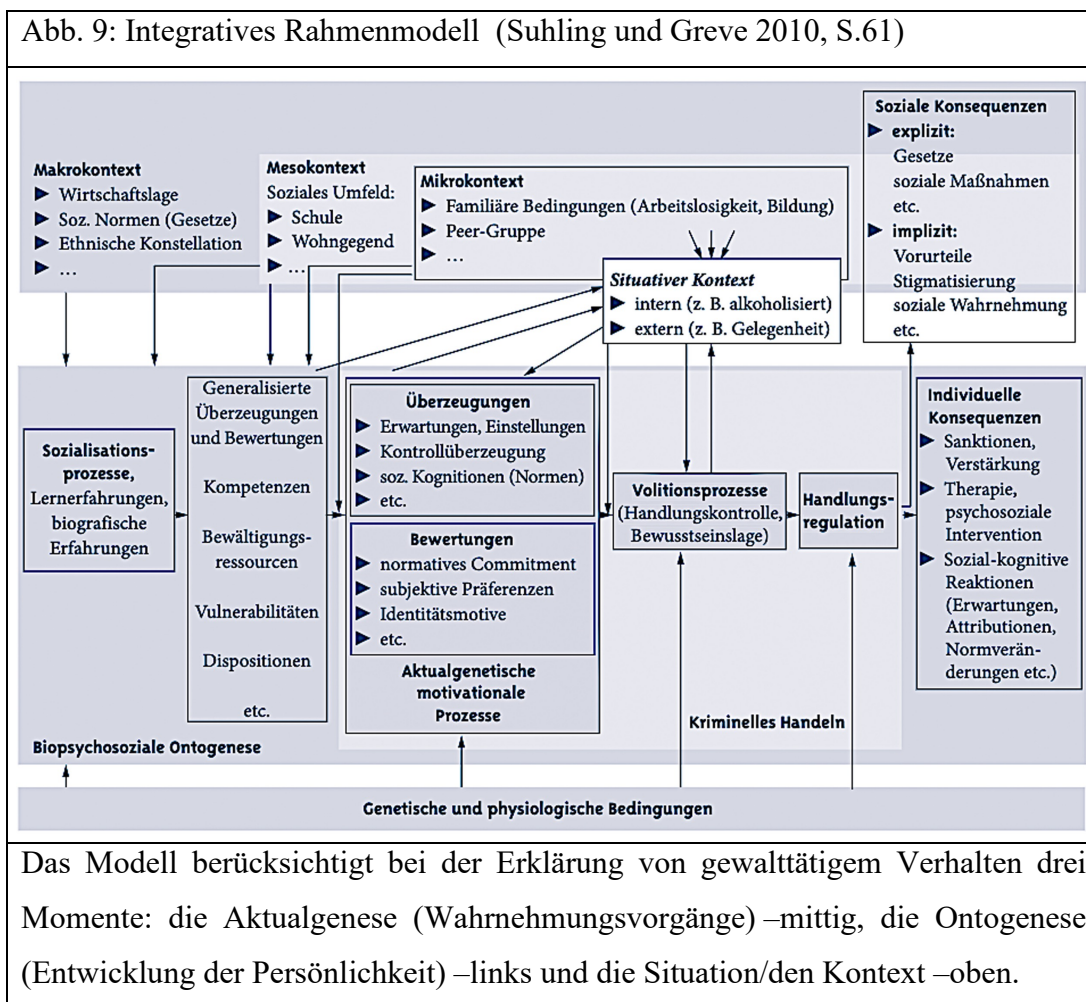 Abb. 9: Integratives Rahmenmodell (Suhling und Greve 2010, S.61)
Makrokontext
▶ Wirtschaftslage
▶ Soz. Normen (Gesetze)
▶ Ethnische Konstellation
▶ ...
Mesokontext
Soziales Umfeld:
▶ Schule
▶ Wohngegend
▶ ...
Mikrokontext
▶ Familiäre Bedingungen (Arbeitslosigkeit, Bildung)
▶ Peer-Gruppe
▶ ...
Situativer Kontext
▶ intern (z. B. alkoholisiert)
▶ extern (z. B. Gelegenheit)
Soziale Konsequenzen
▶ explizit:
Gesetze
soziale Maßnahmen
etc.
▶ implizit:
Vorurteile
Stigmatisierung
soziale Wahrnehmung
etc.
Sozialisations-
prozesse,
Lernerfahrungen,
biografische
Erfahrungen
Generalisierte
Überzeugungen
und Bewertungen
Kompetenzen
Bewältigungs-
ressourcen
Vulnerabilitäten
Dispositionen
etc.
Überzeugungen
▶ Erwartungen, Einstellungen
▶ Kontrollüberzeugung
▶ soz. Kognitionen (Normen)
▶ etc.
Bewertungen
▶ normatives Commitment
▶ subjektive Präferenzen
▶ Identitätsmotive
▶ etc.
Aktualgenetische
motivationale
Prozesse
Volitionsprozesse
(Handlungskontrolle,
Bewusstseinslage)
Handlungs-
regulation
Individuelle
Konsequenzen
▶ Sanktionen,
Verstärkung
▶ Therapie,
psychosoziale
Intervention
▶ Sozial-kognitive
Reaktionen
(Erwartungen,
Attributionen,
Normverän-
derungen etc.)
Kriminelles Handeln
Biopsychosoziale Ontogenese
Genetische und physiologische Bedingungen
Das Modell berücksichtigt bei der Erklärung von gewalttätigem Verhalten drei
Momente: die Aktualgenese (Wahrnehmungsvorgänge) –mittig, die Ontogenese
(Entwicklung der Persönlichkeit) –links und die Situation/den Kontext –oben.